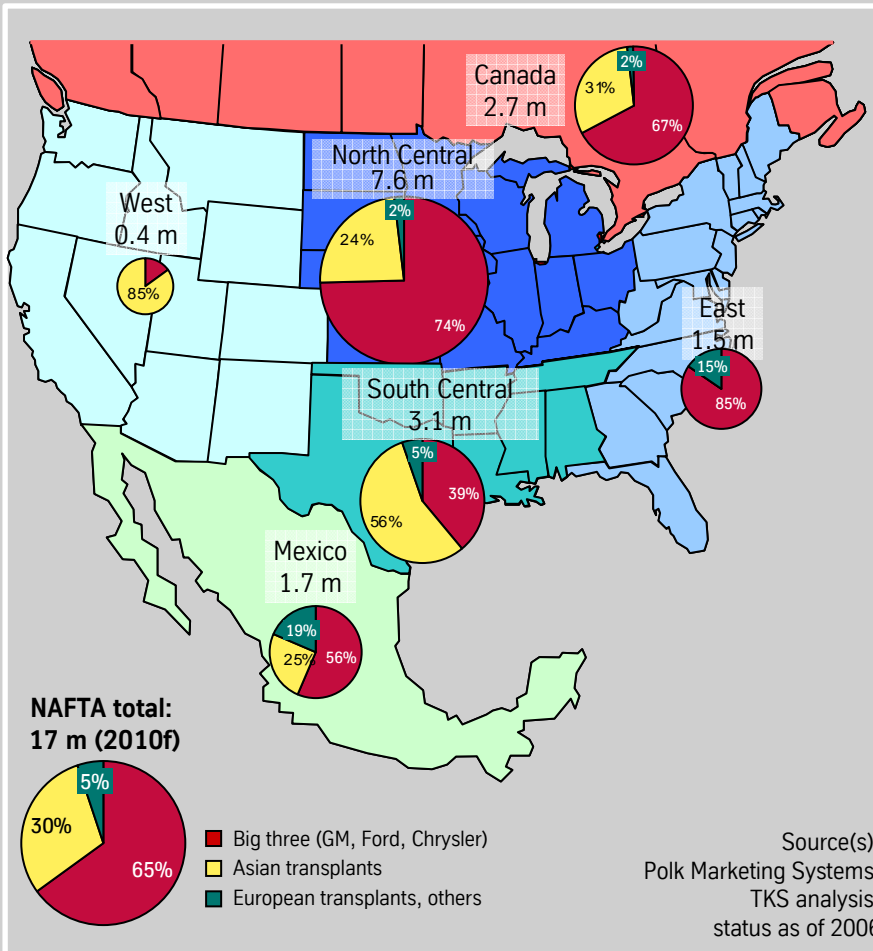 Canada
2.7 m
2%
31%
67%
North Central
7.6 m
2%
24%
74%
West
0.4 m
85%
East
1.5 m
15%
85%
South Central
3.1 m
5%
39%
56%
Mexico
1.7 m
19%
25%
56%
NAFTA total:
17 m (2010f)
5%
30%
65%
Big three (GM, Ford, Chrysler)
Asian transplants
European transplants, others
Source(s)
Polk Marketing Systems
TKS analysis
status as of 2006